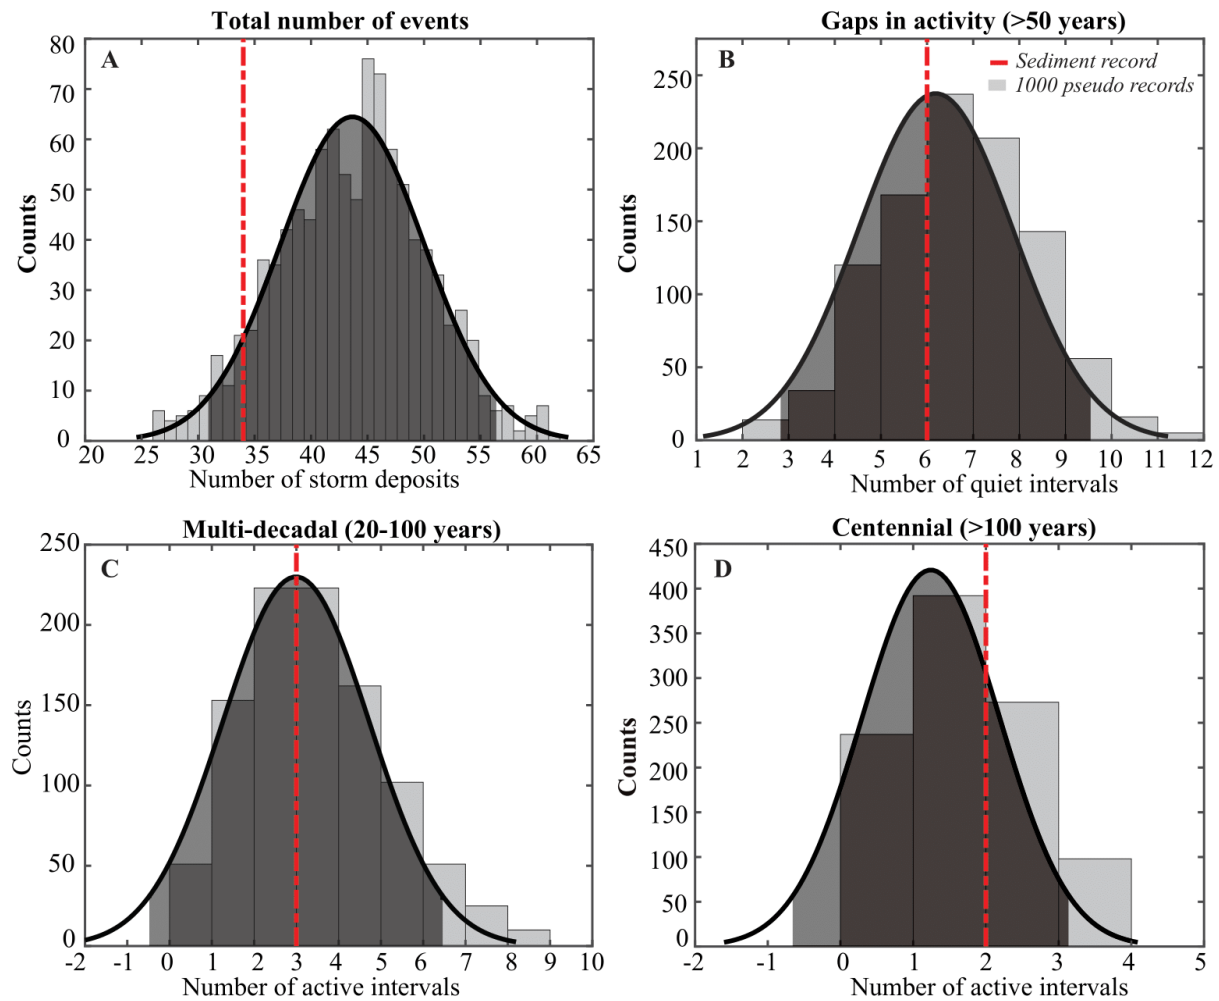 Total number of events
A
Counts
80
70
60
50
40
30
20
10
0
20 25 30 35 40 45 50 55 60 65
Number of storm deposits
Gaps in activity (>50 years)
B
Sediment record
1000 pseudo records
Counts
250
200
150
100
50
0
1 2 3 4 5 6 7 8 9 10 11 12
Number of quiet intervals
Multi-decadal (20-100 years)
C
Counts
250
200
150
100
50
0
-2 -1 0 1 2 3 4 5 6 7 8 9 10
Number of active intervals
Centennial (>100 years)
D
Counts
450
400
350
300
250
200
150
100
50
0
-2 -1 0 1 2 3 4 5
Number of active intervals